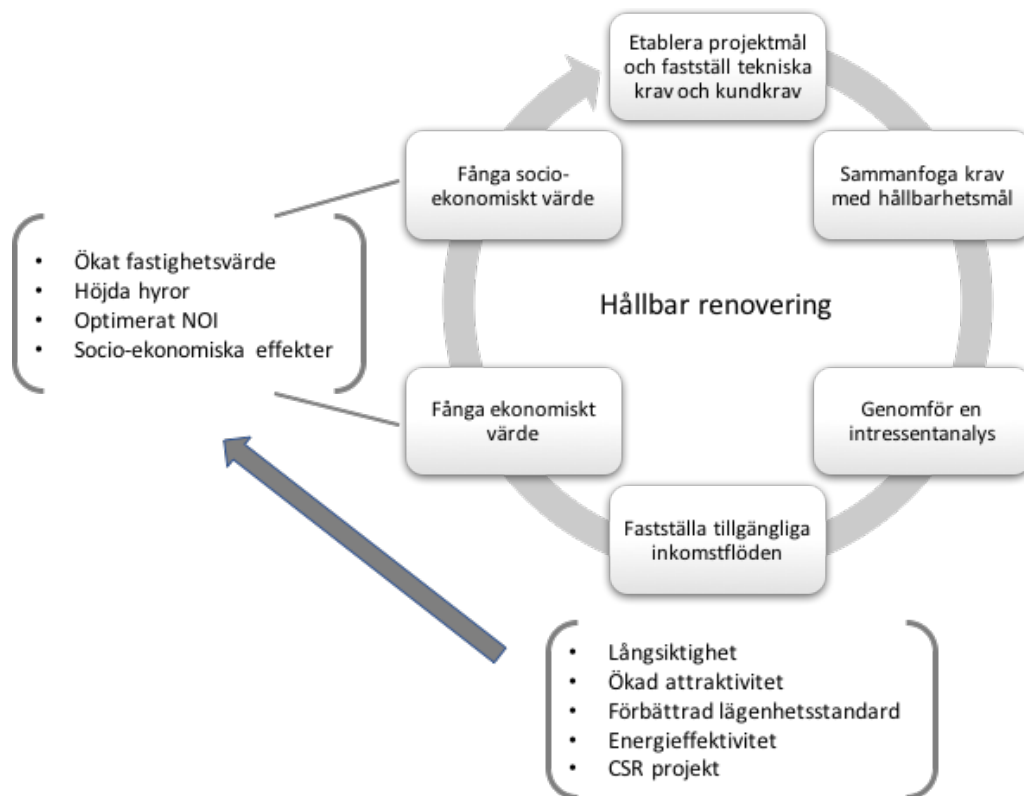 Etablera projektmål
och fastställ tekniska
krav och kundkrav
Sammanfoga krav
med hållbarhetsmål
Genomför en
intressentanalys
Fastställa tillgängliga
inkomstflöden
Fånga ekonomiskt
värde
Fånga socio-
ekonomiskt värde
Hållbar renovering
• Ökat fastighetsvärde
• Höjda hyror
• Optimerat NOI
• Socio-ekonomiska effekter
• Långsiktighet
• Ökad attraktivitet
• Förbättrad lägenhetsstandard
• Energieffektivitet
• CSR projekt